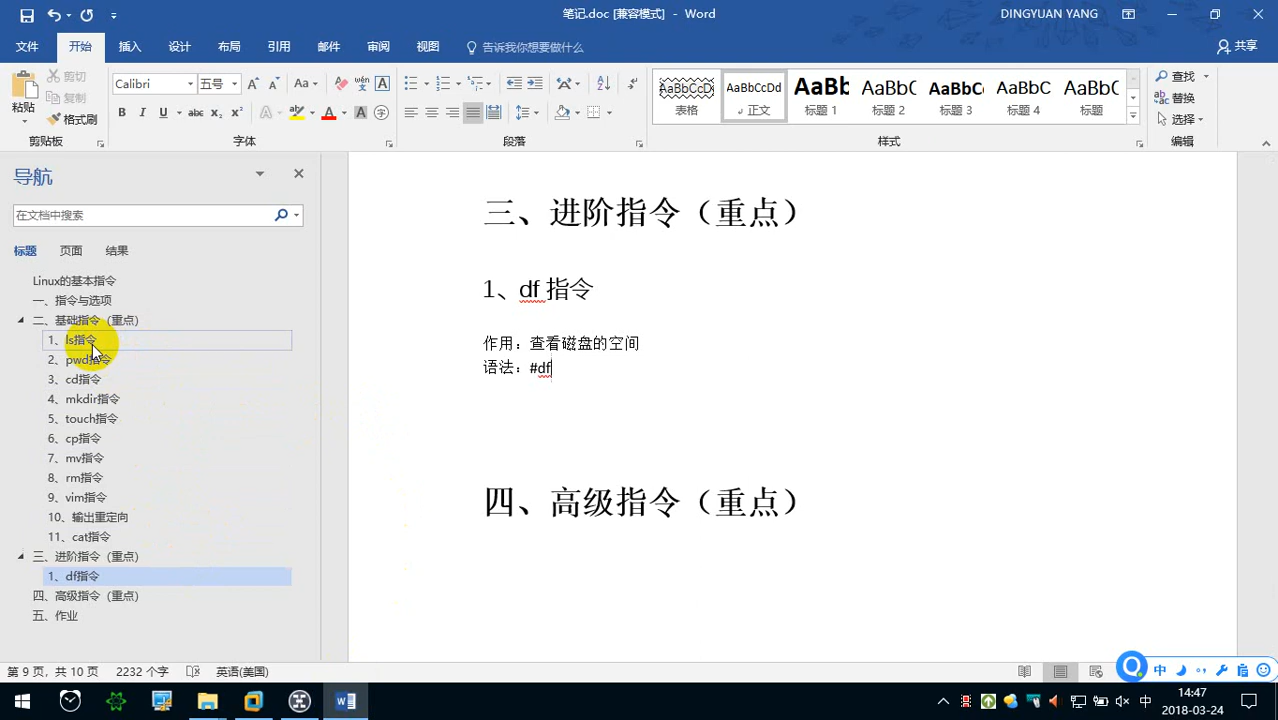 笔记.doc [兼容模式] - Word
DINGYUAN YANG
文件 开始 插入 设计 布局 引用 邮件 审阅 视图 告诉我你想要做什么 共享
粘贴 剪切 复制 格式刷
Calibri 五号
AaBbCcDd 表格
AaBbCcDd 正文
AaBb 标题 1
AaBbC 标题 2
AaBbC 标题 3
AaBbC 标题 4
AaBbC 标题
查找 替换 选择
剪贴板 字体 段落 样式 编辑
导航
在文档中搜索
标题 页面 结果
Linux的基本指令
一、指令与选项
二、基础指令（重点）
1、ls指令
2、pwd指令
3、cd指令
4、mkdir指令
5、touch指令
6、cp指令
7、mv指令
8、rm指令
9、vim指令
10、输出重定向
11、cat指令
三、进阶指令（重点）
1、df指令
四、高级指令（重点）
五、作业
三、进阶指令（重点）
1、df 指令
作用：查看磁盘的空间
语法：#df
四、高级指令（重点）
第 9 页，共 10 页 2232 个字 英语(美国)
中
中
14:47
2018-03-24